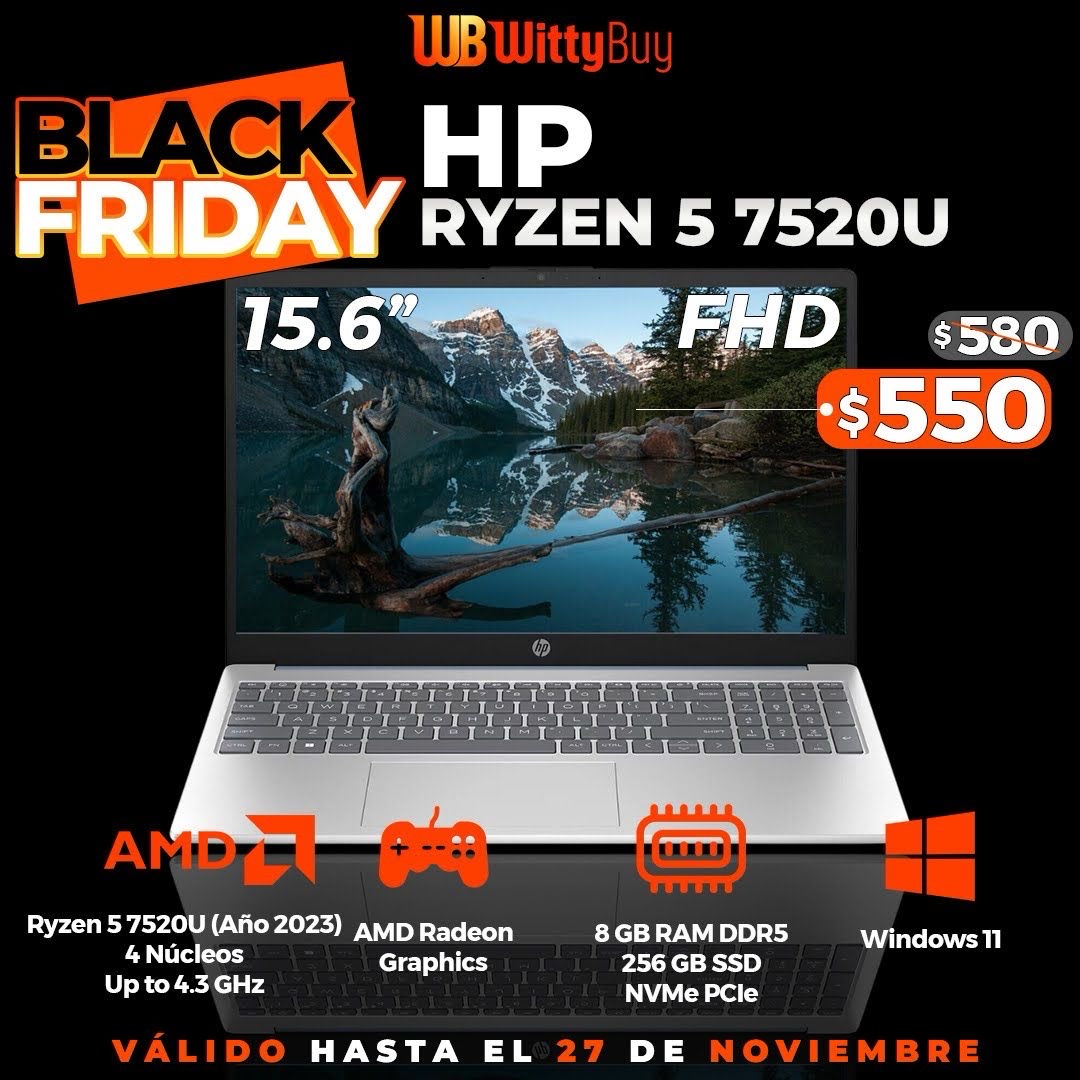 WB WittyBuy
BLACK
FRIDAY
HP
RYZEN 5 7520U
15.6”
FHD
$580
$550
hp
AMD
Ryzen 5 7520U (Año 2023)
4 Núcleos
Up to 4.3 GHz
AMD Radeon
Graphics
8 GB RAM DDR5
256 GB SSD
NVMe PCIe
Windows 11
VÁLIDO HASTA EL 27 DE NOVIEMBRE